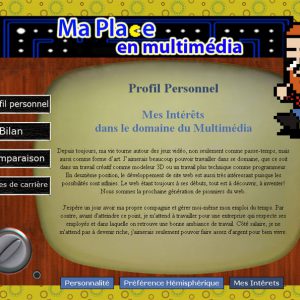 Ma Place
en multimédia
Profil Personnel
Mes Intérêts
dans le domaine du Multimédia
fil personnel
Bilan
mparaison
es de carrière
Depuis toujours, ma vie tourne autour des jeux vidéo, non seulement comme passe-temps, mais
aussi comme forme d'art. J'aimerais beaucoup pouvoir travailler dans se domaine, que ce soit
dans un travail créatif comme modeleur 3D ou un travail plus technique comme programmeur.
En deuxième position, le développement de site web est aussi très intéressant puisque les
possibilités sont infinies. Le web étant toujours à ses débuts, tout est à découvrir, à inventer!
Nous sommes la prochaine génération de pionniers du web.
J'espère un jour avoir ma propre compagnie et gérer moi-même mon emploi du temps. Par
contre, avant d'atteindre ce point, je m'attend à travailler pour une entreprise qui respecte ses
employés et dans laquelle on retrouve une bonne ambiance de travail. Côté salaire, je ne
m'attend pas à devenir riche, j'aimerais seulement pouvoir faire assez d'argent pour bien vivre.
Personnalité
Préférence Hémisphérique
Mes Intérets